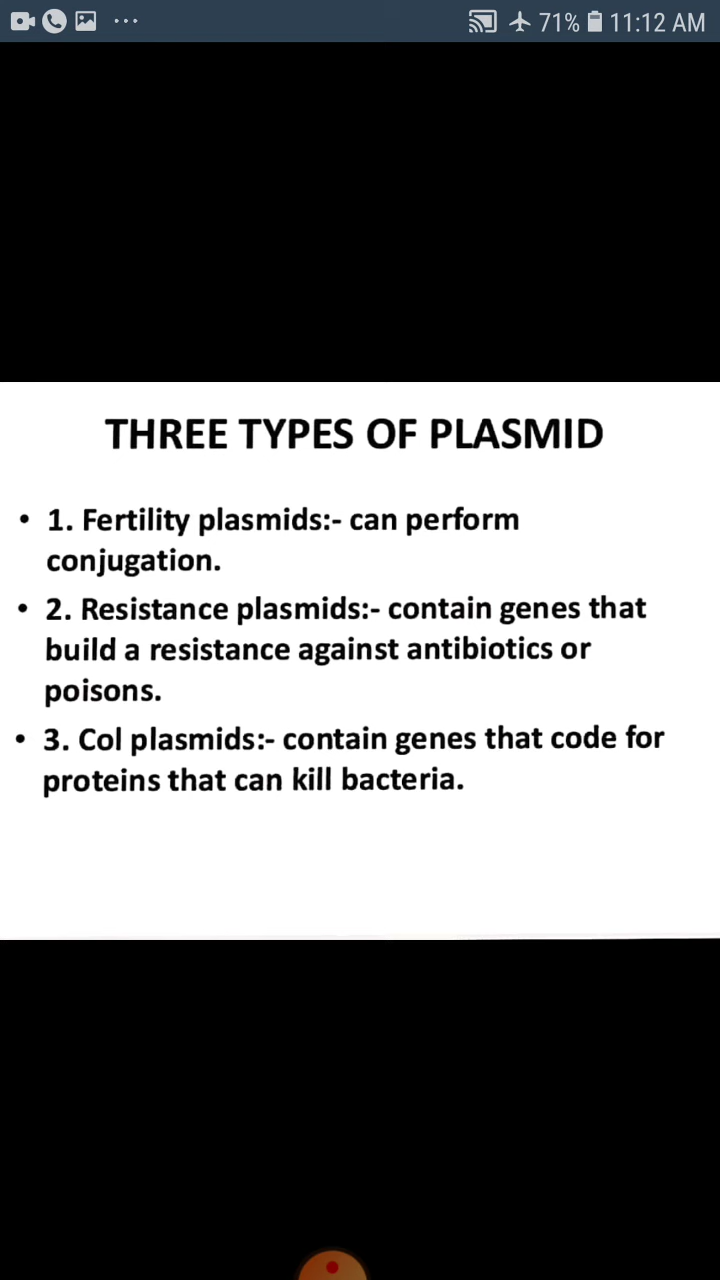 71% 11:12 AM
THREE TYPES OF PLASMID
• 1. Fertility plasmids:- can perform
conjugation.
• 2. Resistance plasmids:- contain genes that
build a resistance against antibiotics or
poisons.
• 3. Col plasmids:- contain genes that code for
proteins that can kill bacteria.